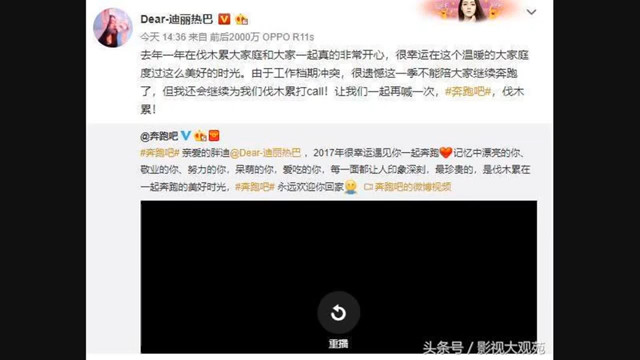 Dear-迪丽热巴
今天 14:36 来自 前后2000万 OPPO R11s
去年一年在伐木累大家庭和大家一起真的非常开心，很幸运在这个温暖的大家庭
度过这么美好的时光。由于工作档期冲突，很遗憾这一季不能陪大家继续奔跑
了，但我还会继续为我们伐木累打call！让我们一起再喊一次，#奔跑吧#，伐木
累！
@奔跑吧
#奔跑吧# 亲爱的胖迪@Dear-迪丽热巴 ，2017年很幸运遇见你一起奔跑❤记忆中漂亮的你、
敬业的你、努力的你，呆萌的你，爱吃的你，每一面都让人印象深刻，最珍贵的，是伐木累在
一起奔跑的美好时光，#奔跑吧# 永远欢迎你回家 奔跑吧的微博视频
重播
头条号／影视大观苑